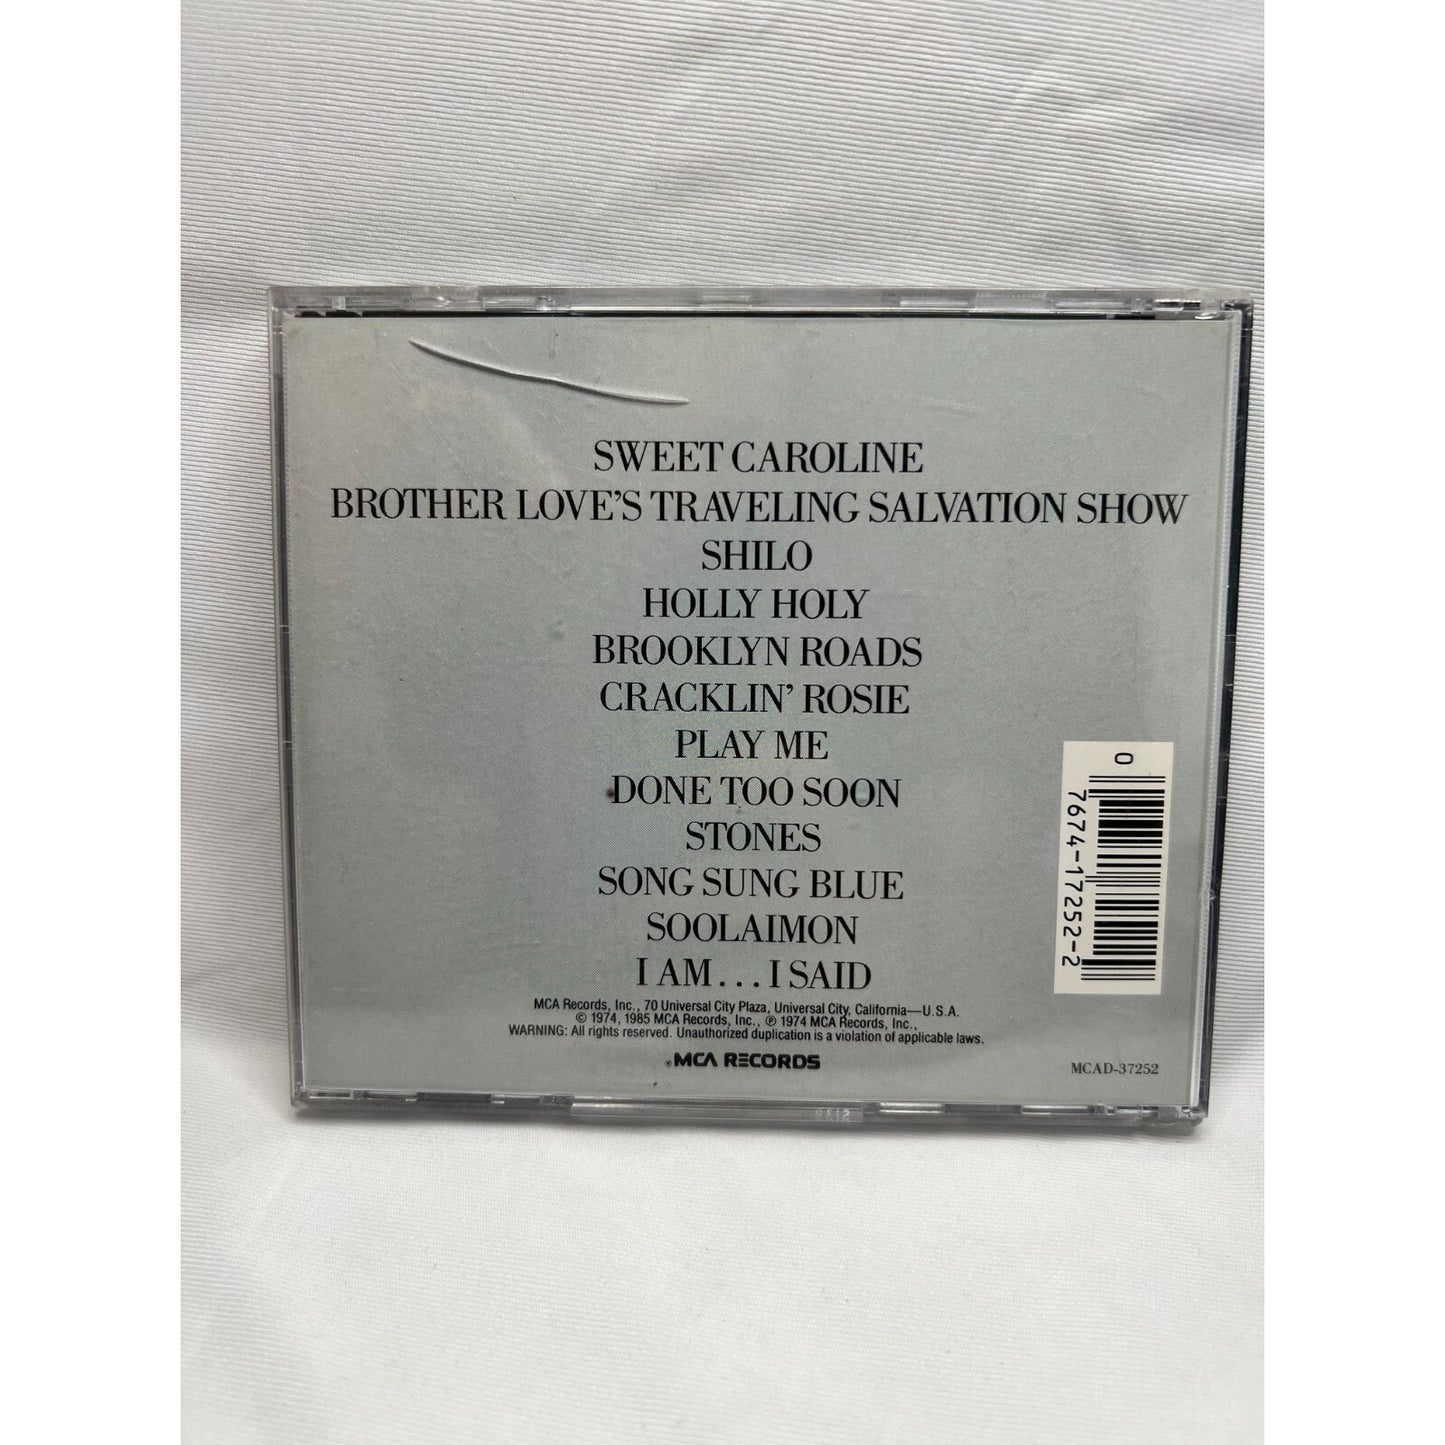 SWEET CAROLINE
BROTHER LOVE'S TRAVELING SALVATION SHOW
SHILO
HOLLY HOLY
BROOKLYN ROADS
CRACKLIN' ROSIE
PLAY ME
DONE TOO SOON
STONES
SONG SUNG BLUE
SOOLAIMON
I AM...I SAID
MCA Records, Inc., 70 Universal City Plaza, Universal City, California—U.S.A.
© 1974, 1985 MCA Records, Inc., ℗ 1974 MCA Records, Inc.,
WARNING: All rights reserved. Unauthorized duplication is a violation of applicable laws.
®MCA RECORDS
MCAD-37252
0 7674-17252-2